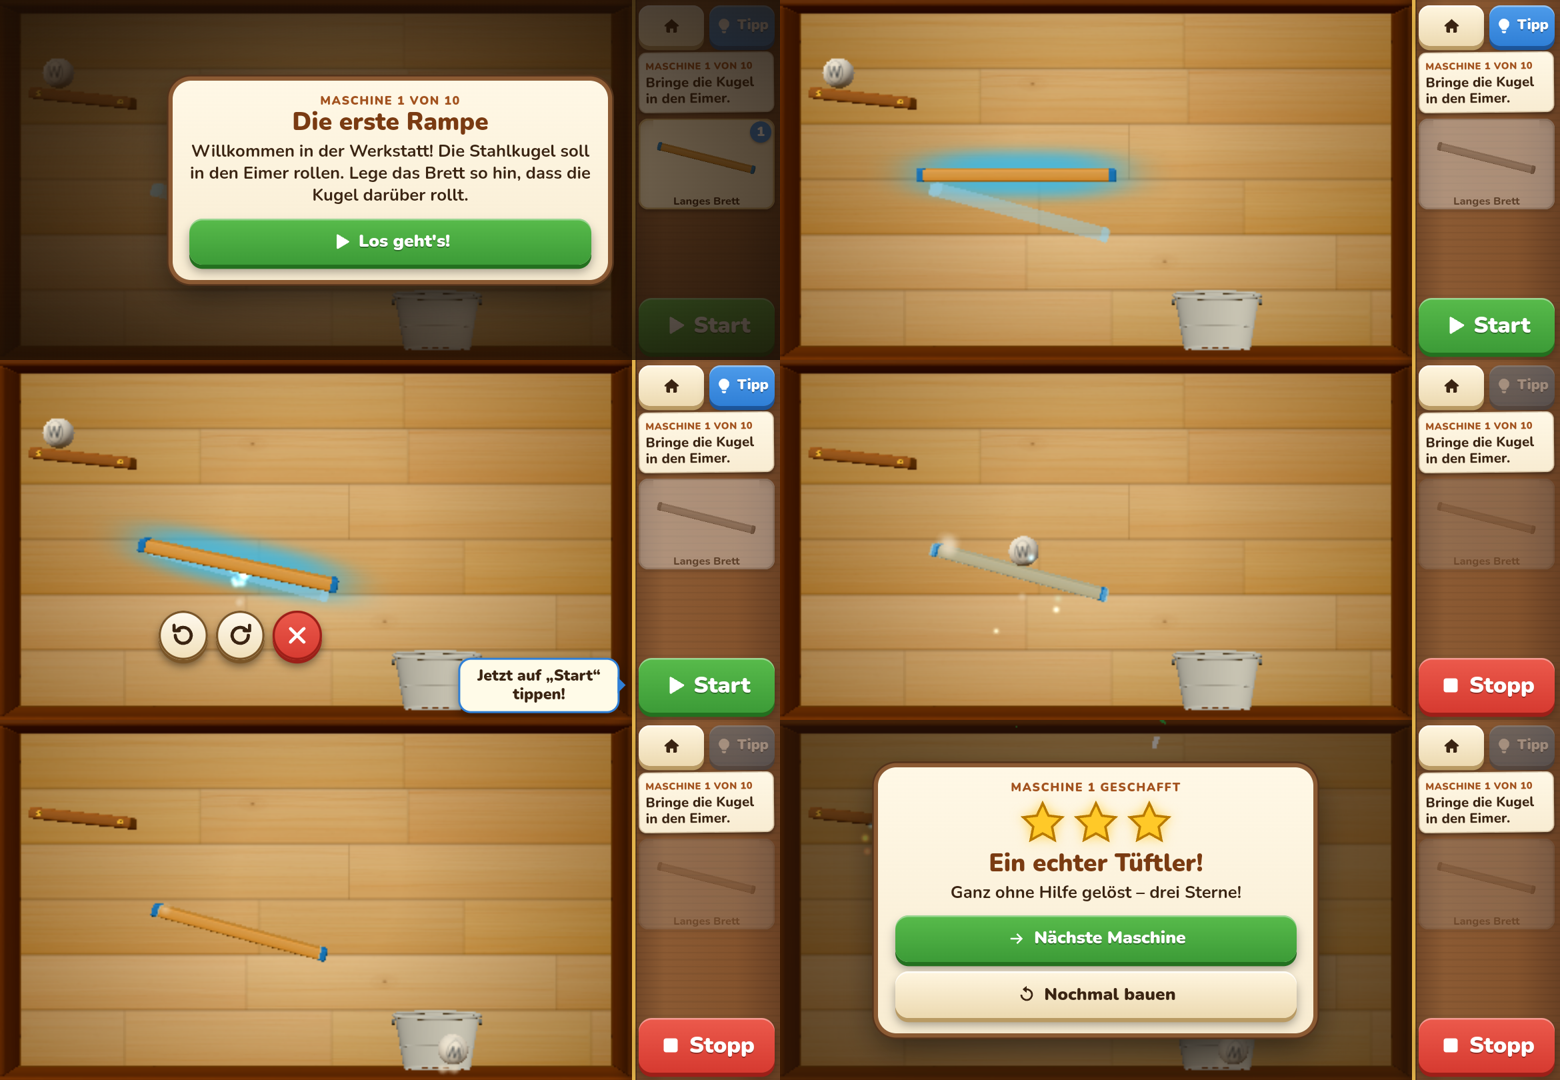 MASCHINE 1 VON 10
Die erste Rampe
Willkommen in der Werkstatt! Die Stahlkugel soll
in den Eimer rollen. Lege das Brett so hin, dass die
Kugel darüber rollt.
Los geht's!
W
Tipp
MASCHINE 1 VON 10
Bringe die Kugel
in den Eimer.
1
Langes Brett
Start
W
Tipp
MASCHINE 1 VON 10
Bringe die Kugel
in den Eimer.
Langes Brett
Start
W
Jetzt auf „Start“
tippen!
Tipp
MASCHINE 1 VON 10
Bringe die Kugel
in den Eimer.
Langes Brett
Start
W
Tipp
MASCHINE 1 VON 10
Bringe die Kugel
in den Eimer.
Langes Brett
Stopp
W
Tipp
MASCHINE 1 VON 10
Bringe die Kugel
in den Eimer.
Langes Brett
Stopp
MASCHINE 1 GESCHAFFT
Ein echter Tüftler!
Ganz ohne Hilfe gelöst – drei Sterne!
Nächste Maschine
Nochmal bauen
W
Tipp
MASCHINE 1 VON 10
Bringe die Kugel
in den Eimer.
Langes Brett
Stopp